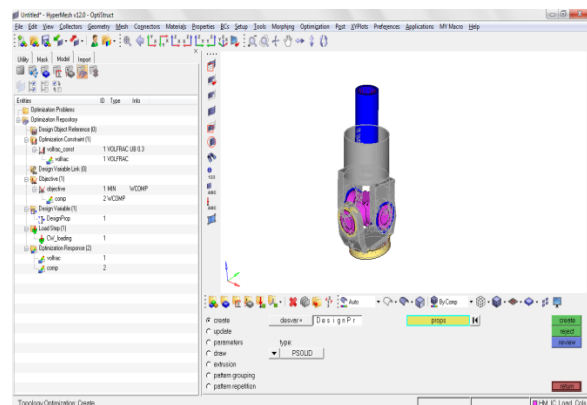 Untitled* - HyperMesh v12.0 - OptiStruct
File Edit View Collectors Geometry Mesh Connectors Materials Properties BCs Setup Tools Morphing Optimization Post XYPlots Preferences Applications MY Macro Help
Utility Mask Model Import
Entities ID Type Info
Optimization Problems
Optimization Repository
Design Object Reference (0)
Optimization Constraint (1)
volfrac_const 1 VOLFRAC UB 0.3
volfrac 1 VOLFRAC
Design Variable Link (0)
Objective (1)
objective 1 MIN WCOMP
comp 2 WCOMP
Design Variable (1)
DesignProp 1
Load Step (1)
CW_loading 1
Optimization Response (2)
volfrac 1
comp 2
Auto By Comp
create desvar = DesignPr props create
update reject
parameters type: review
draw PSOLID
extrusion
pattern grouping
pattern repetition return
Topology Optimization: Create